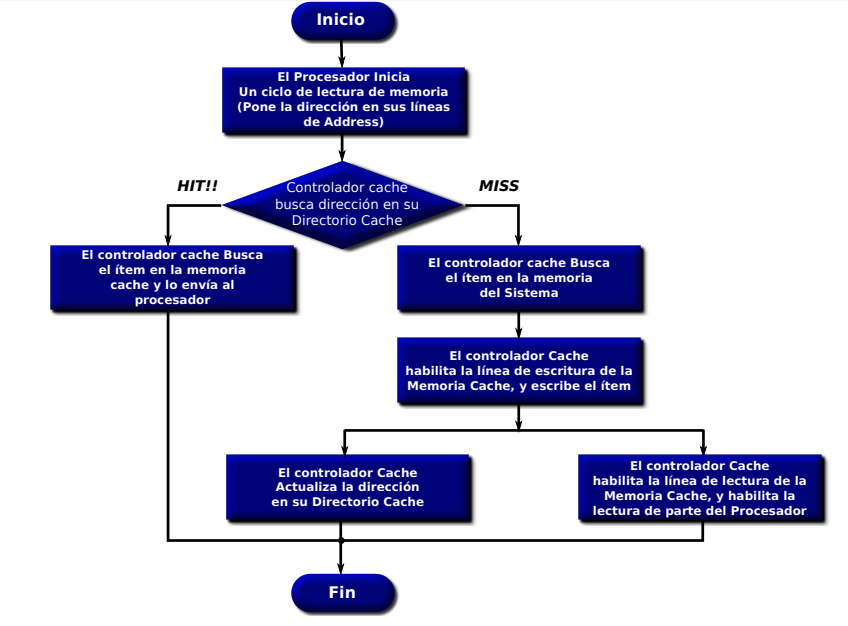 Inicio
El Procesador Inicia
Un ciclo de lectura de memoria
(Pone la dirección en sus líneas
de Address)
HIT!!
Controlador cache
busca dirección en su
Directorio Cache
MISS
El controlador cache Busca
el ítem en la memoria
cache y lo envía al
procesador
El controlador cache Busca
el ítem en la memoria
del Sistema
El controlador Cache
habilita la línea de escritura de la
Memoria Cache, y escribe el ítem
El controlador Cache
Actualiza la dirección
en su Directorio Cache
El controlador Cache
habilita la línea de lectura de la
Memoria Cache, y habilita la
lectura de parte del Procesador
Fin